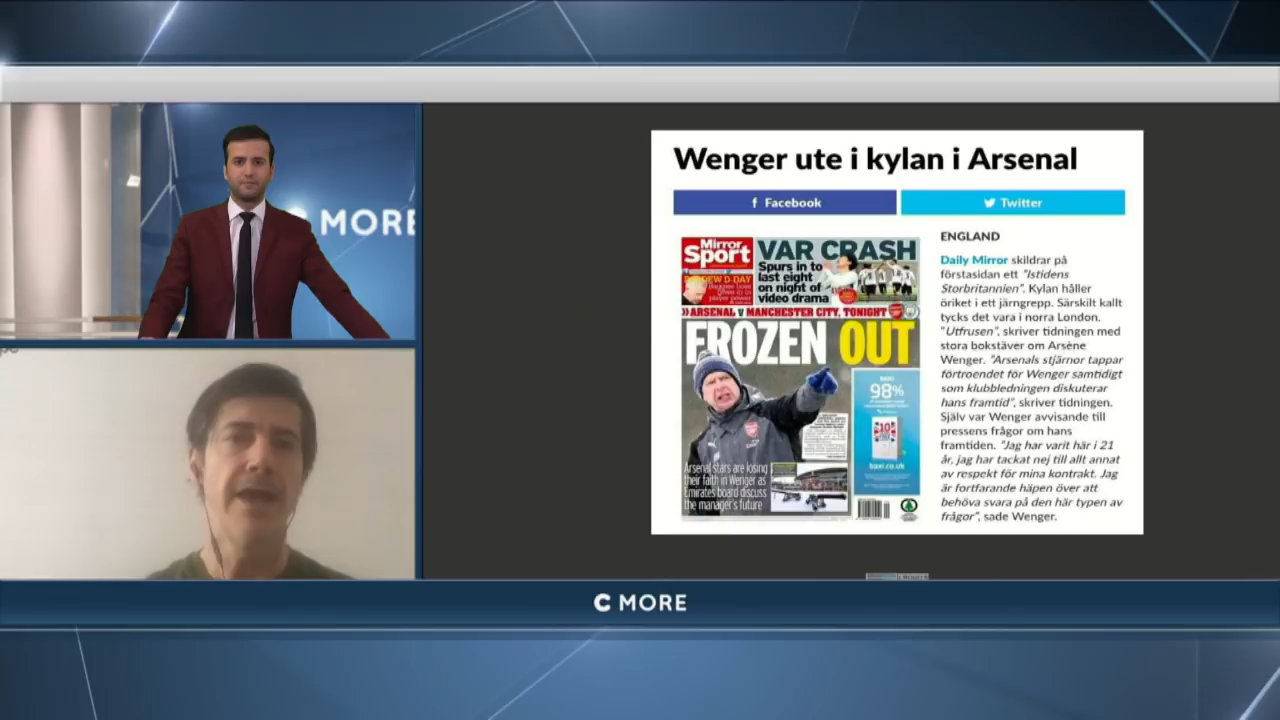 MORE
Wenger ute i kylan i Arsenal
f Facebook
Twitter
Mirror
Sport
VAR CRASH
Spurs in to
last eight
on night of
video drama
ARSENAL V MANCHESTER CITY, TONIGHT
FROZEN OUT
98%
taxi.co.uk
Arsenal stars are losing
their faith in Wenger as
Emirates board discuss
the manager's future
ENGLAND
Daily Mirror skildrar på
förstasidan ett "Istidens
Storbritannien". Kylan håller
öriket i ett järngrepp. Särskilt kallt
tycks det vara i norra London.
"Utfrusen", skriver tidningen med
stora bokstäver om Arsène
Wenger. "Arsenals stjärnor tappar
förtroendet för Wenger samtidigt
som klubbledningen diskuterar
hans framtid", skriver tidningen.
Själv var Wenger avvisande till
pressens frågor om hans
framtiden. "Jag har varit här i 21
år, jag har tackat nej till allt annat
av respekt för mina kontrakt. Jag
är fortfarande häpen över att
behöva svara på den här typen av
frågor", sade Wenger.
C MORE